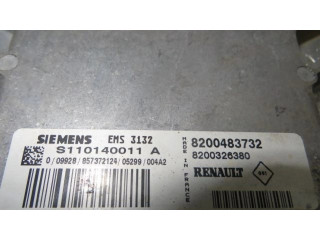 SIEMENS EMS 3132
S110140011 A
0 / 09928 / 857372124 / 05299 / 004A2
MADE IN FRANCE
8200483732
8200326380
RENAULT